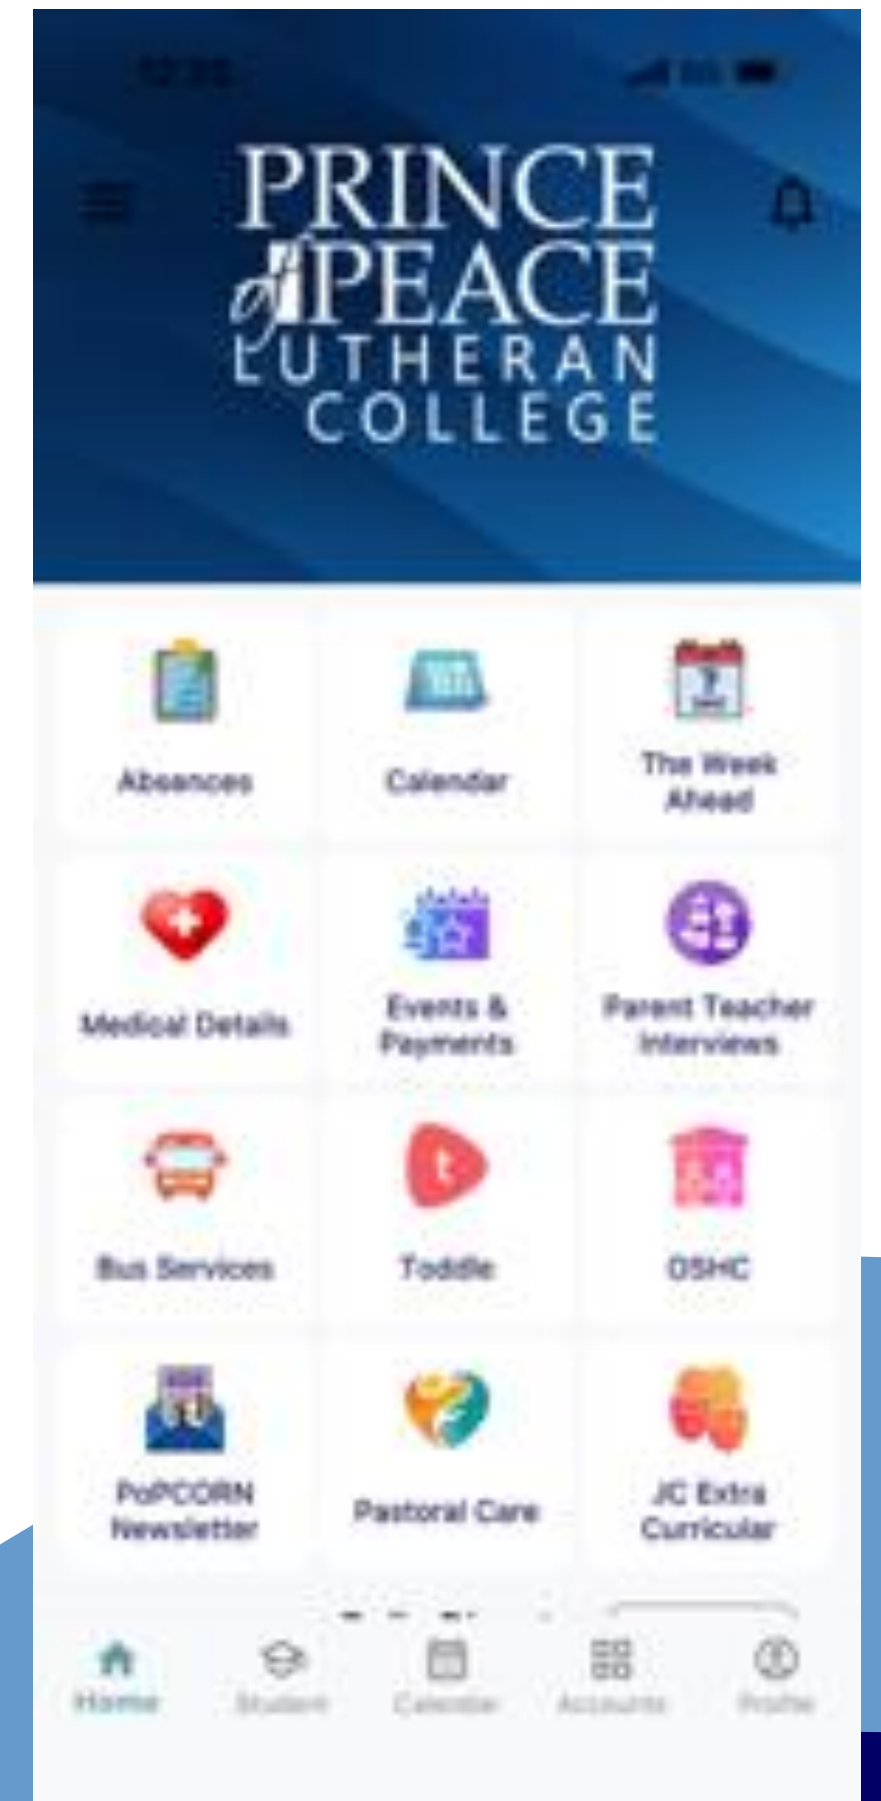 PRINCE
of PEACE
LUTHERAN
COLLEGE
Absences
Calendar
The Week
Ahead
Medical Details
Events &
Payments
Parent Teacher
Interviews
Bus Services
Toddle
OSHC
PoPCORN
Newsletter
Pastoral Care
JC Extra
Curricular
Home
Student
Calendar
Accounts
Profile